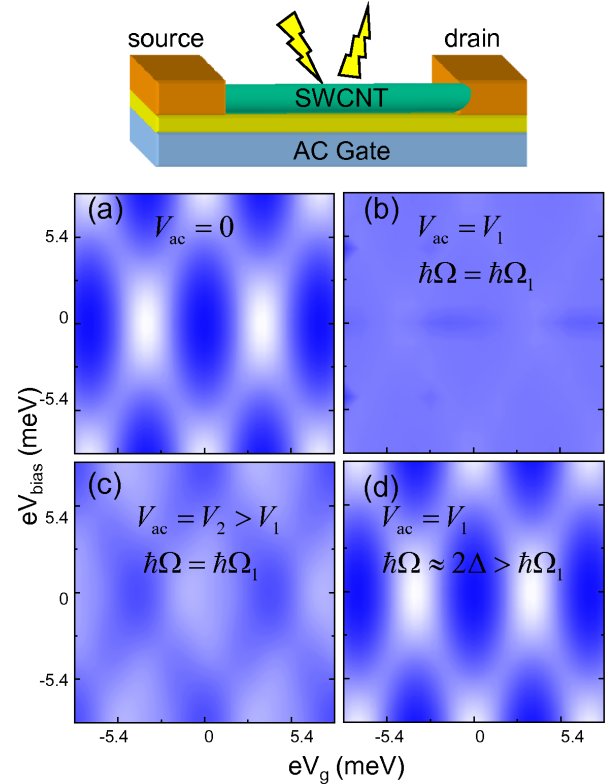 source
drain
SWCNT
AC Gate
(a)
V_ac = 0
(b)
V_ac = V_1
ħΩ = ħΩ_1
5.4
0
-5.4
(c)
V_ac = V_2 > V_1
ħΩ = ħΩ_1
(d)
V_ac = V_1
ħΩ ≈ 2Δ > ħΩ_1
5.4
0
-5.4
eV_bias (meV)
-5.4 0 5.4 -5.4 0 5.4
eV_g (meV)